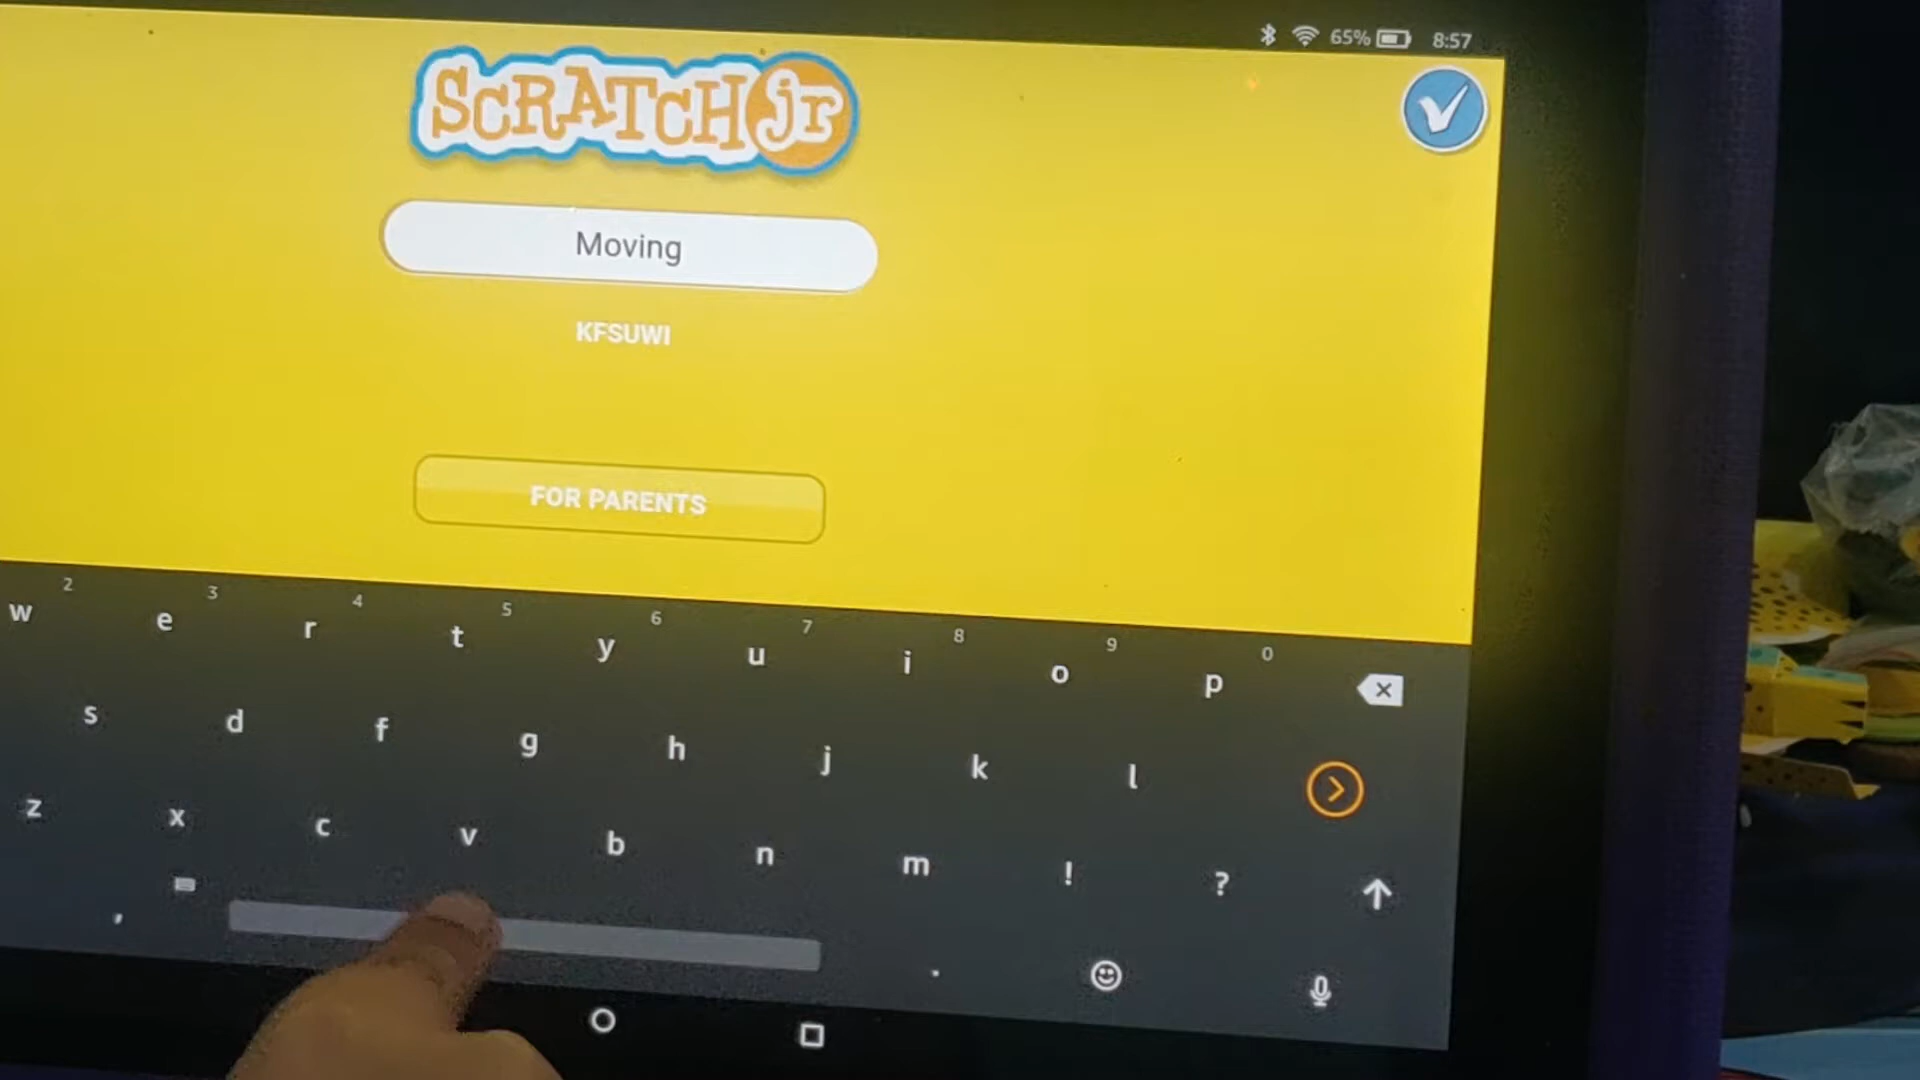 65% 8:57
SCRATCH jr
Moving
KFSUWI
FOR PARENTS
2 3 4 5 6 7 8 9 0
w e r t y u i o p
s d f g h j k l
z x c v b n m ! ?
, .